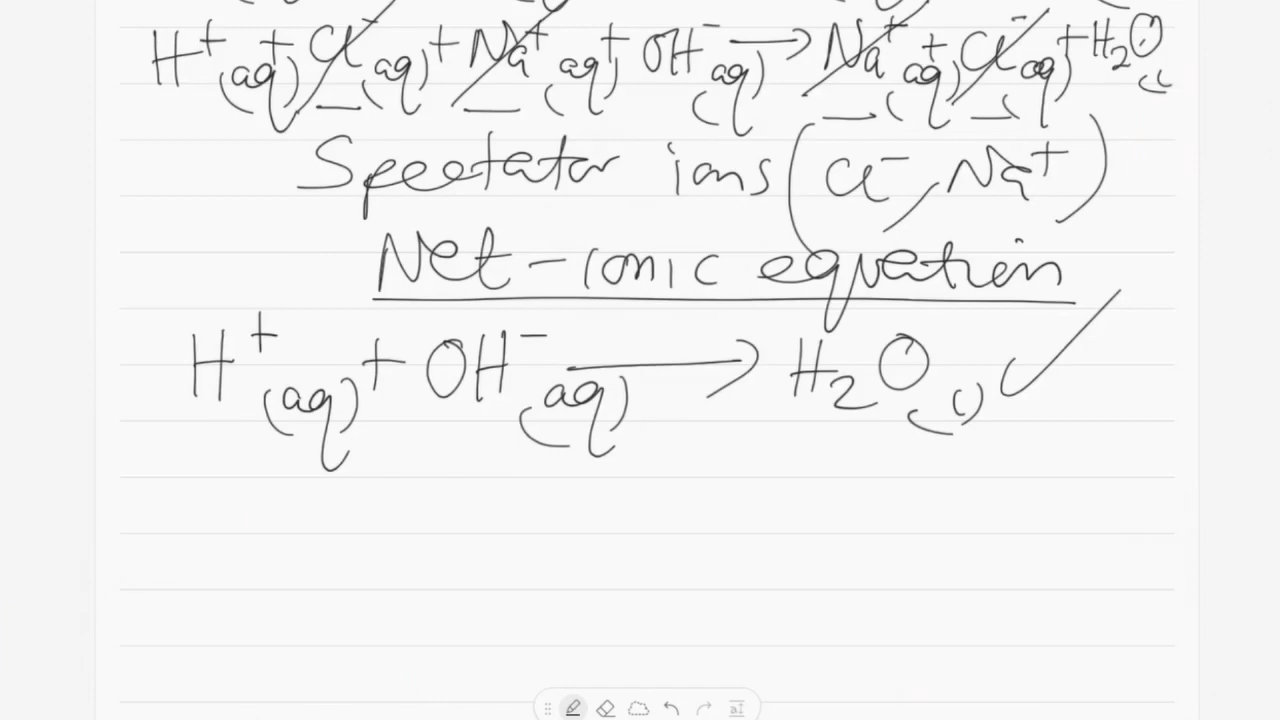 H⁺(aq) + Cl⁻(aq) + Na⁺(aq) + OH⁻(aq) → Na⁺(aq) + Cl⁻(aq) + H₂O(l
Spectator ions (Cl⁻, Na⁺)
Net-ionic equation
H⁺(aq) + OH⁻(aq) → H₂O(l) ✓